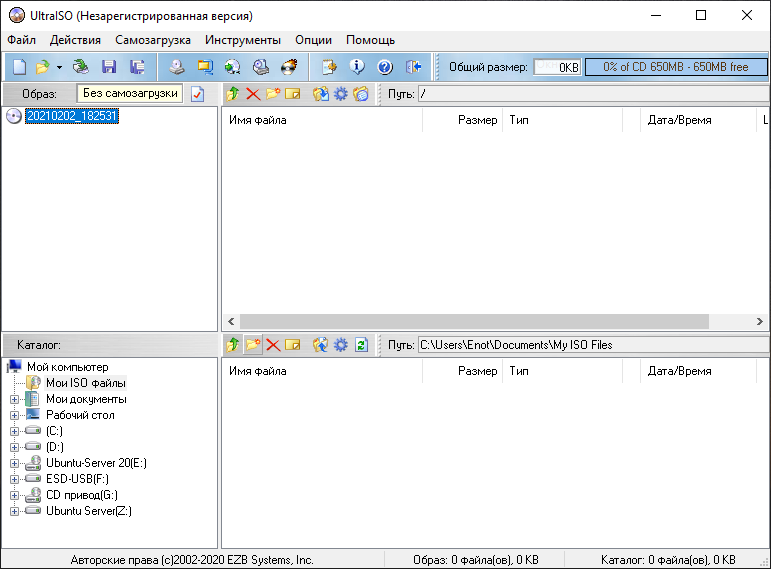 UltraISO (Незарегистрированная версия)
Файл Действия Самозагрузка Инструменты Опции Помощь
Общий размер: 0KB 0% of CD 650MB - 650MB free
Образ: Без самозагрузки Путь: /
20210202_182531
Имя файла Размер Тип Дата/Время L
Каталог: Путь: C:\Users\Enot\Documents\My ISO Files
Мой компьютер
Мои ISO файлы
Мои документы
Рабочий стол
(C:)
(D:)
Ubuntu-Server 20(E:)
ESD-USB(F:)
CD привод(G:)
Ubuntu Server(Z:)
Имя файла Размер Тип Дата/Время
Авторские права (c)2002-2020 EZB Systems, Inc. Образ: 0 файла(ов), 0 KB Каталог: 0 файла(ов), 0 KB